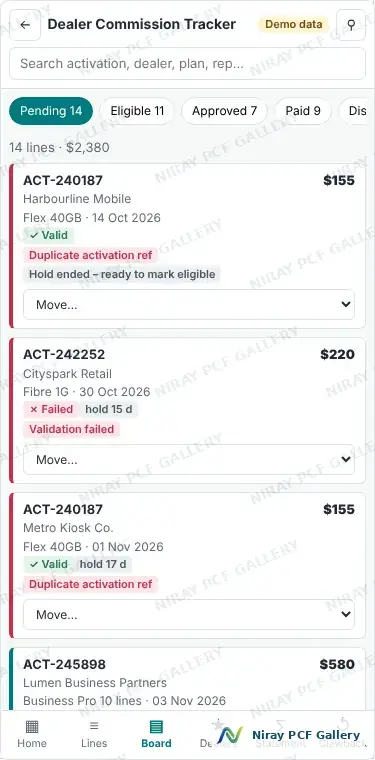 ← Dealer Commission Tracker Demo data
Search activation, dealer, plan, rep...
Pending 14 Eligible 11 Approved 7 Paid 9 Dis
14 lines · $2,380
ACT-240187 $155
Harbourline Mobile
Flex 40GB · 14 Oct 2026
✓ Valid
Duplicate activation ref
Hold ended – ready to mark eligible
Move...
ACT-242252 $220
Cityspark Retail
Fibre 1G · 30 Oct 2026
× Failed hold 15 d
Validation failed
Move...
ACT-240187 $155
Metro Kiosk Co.
Flex 40GB · 01 Nov 2026
✓ Valid hold 17 d
Duplicate activation ref
Move...
ACT-245898 $580
Lumen Business Partners
Business Pro 10 lines · 03 Nov 2026
Home Lines Board
Niray PCF Gallery
NIRAY PCF GALLERY